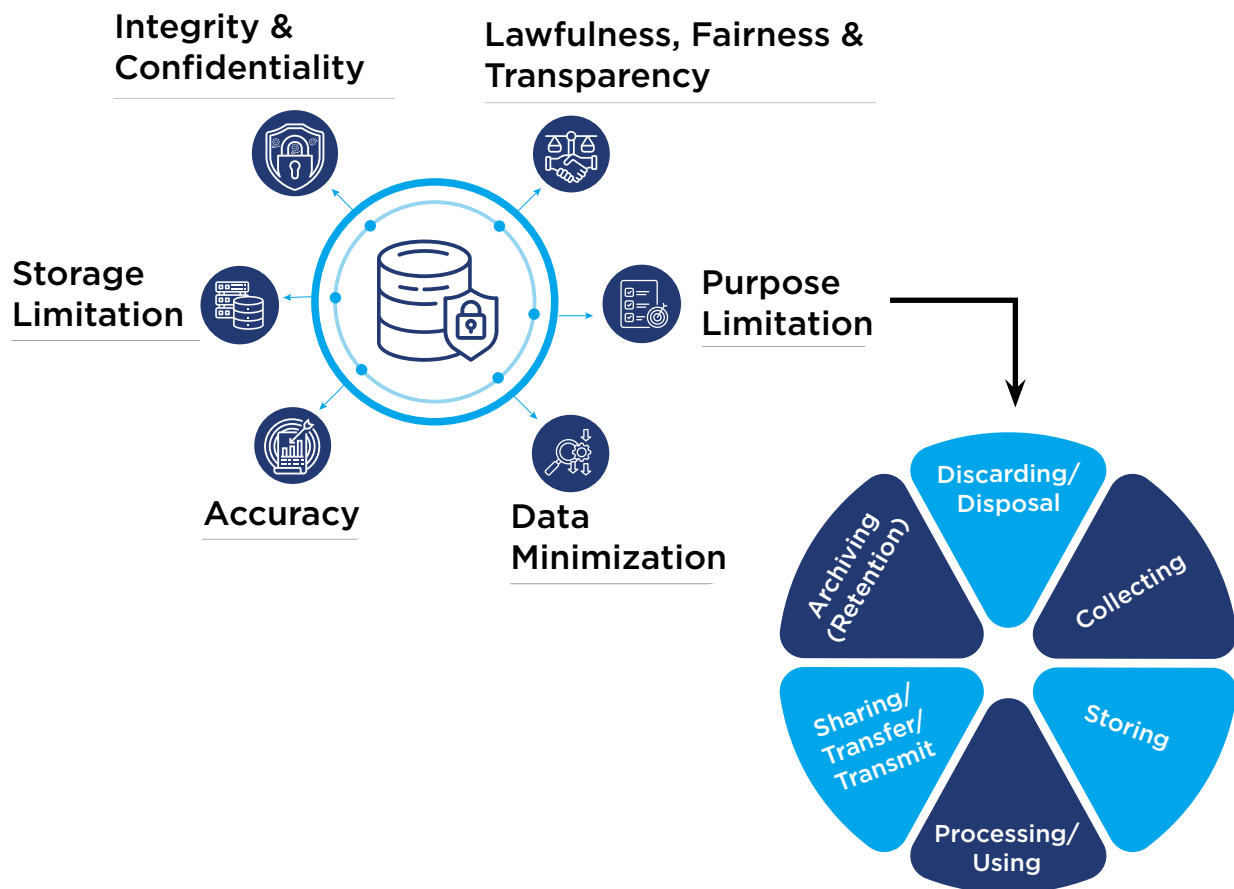 Integrity &
Confidentiality
Lawfulness, Fairness &
Transparency
Storage
Limitation
Purpose
Limitation
Accuracy
Data
Minimization
Discarding/
Disposal
Collecting
Storing
Processing/
Using
Sharing/
Transfer/
Transmit
Archiving
(Retention)